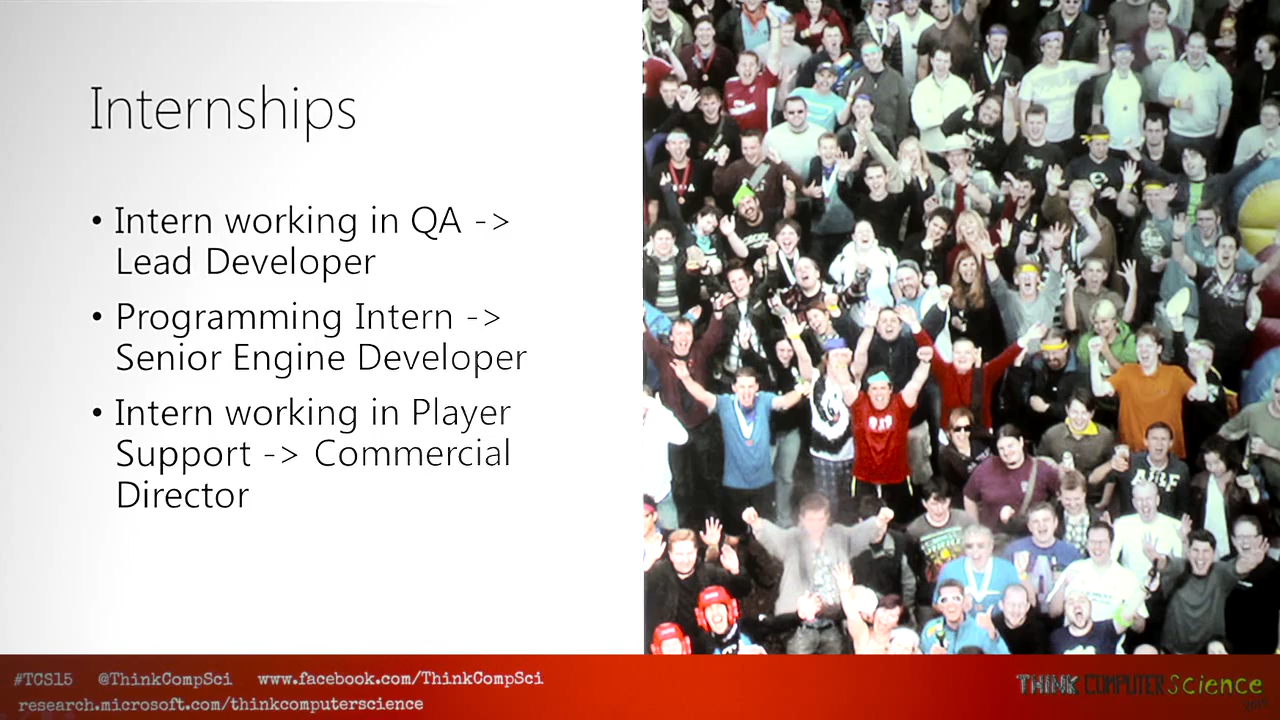 Internships
• Intern working in QA ->
Lead Developer
• Programming Intern ->
Senior Engine Developer
• Intern working in Player
Support -> Commercial
Director
#TCS15 @ThinkCompSci www.facebook.com/ThinkCompSci
research.microsoft.com/thinkcomputerscience
THINK COMPUTER Science
2015